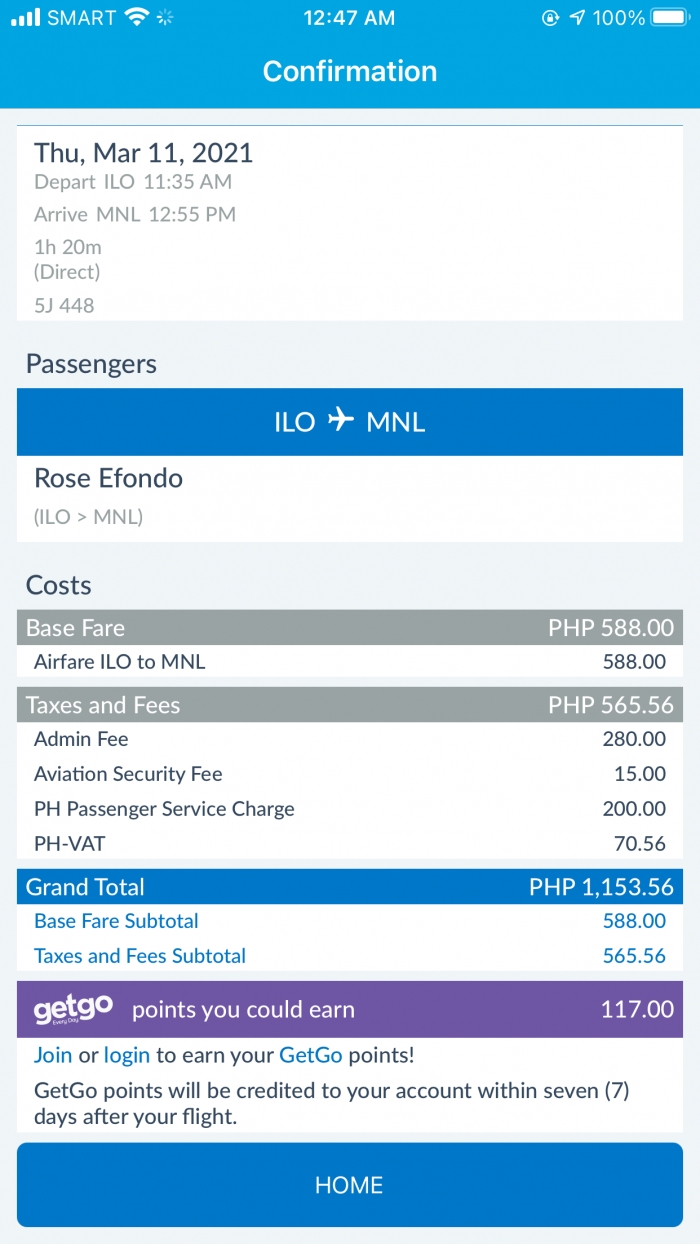 SMART 12:47 AM 100%
Confirmation
Thu, Mar 11, 2021
Depart ILO 11:35 AM
Arrive MNL 12:55 PM
1h 20m
(Direct)
5J 448
Passengers
ILO MNL
Rose Efondo
(ILO > MNL)
Costs
Base Fare PHP 588.00
Airfare ILO to MNL 588.00
Taxes and Fees PHP 565.56
Admin Fee 280.00
Aviation Security Fee 15.00
PH Passenger Service Charge 200.00
PH-VAT 70.56
Grand Total PHP 1,153.56
Base Fare Subtotal 588.00
Taxes and Fees Subtotal 565.56
getgo points you could earn 117.00
Every Day
Join or login to earn your GetGo points!
GetGo points will be credited to your account within seven (7)
days after your flight.
HOME